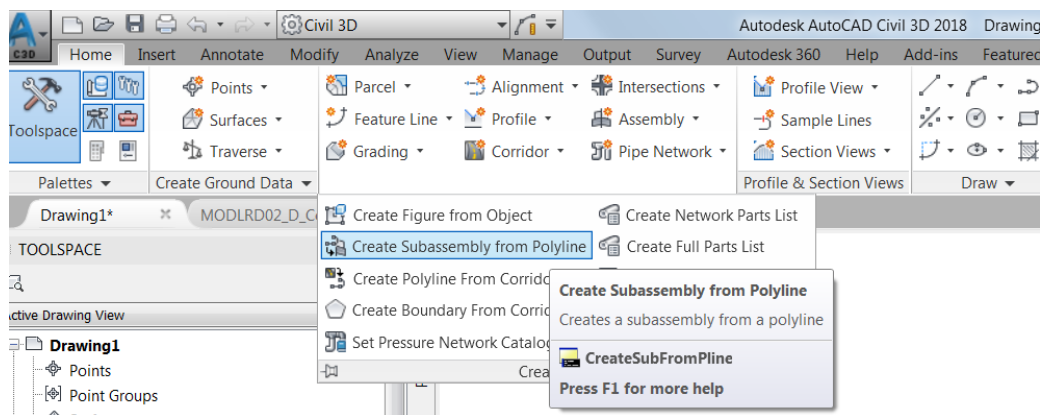 Civil 3D Autodesk AutoCAD Civil 3D 2018 Drawing
C3D Home Insert Annotate Modify Analyze View Manage Output Survey Autodesk 360 Help Add-ins Featured
Toolspace
Points
Surfaces
Traverse
Parcel Alignment Intersections
Feature Line Profile Assembly
Grading Corridor Pipe Network
Profile View
Sample Lines
Section Views
Palettes Create Ground Data Profile & Section Views Draw
Drawing1* MODLRD02_D_C
TOOLSPACE
Active Drawing View
Drawing1
Points
Point Groups
Create Figure from Object Create Network Parts List
Create Subassembly from Polyline Create Full Parts List
Create Polyline From Corrido
Create Boundary From Corrid
Set Pressure Network Catalog
Crea
Create Subassembly from Polyline
Creates a subassembly from a polyline
CreateSubFromPline
Press F1 for more help